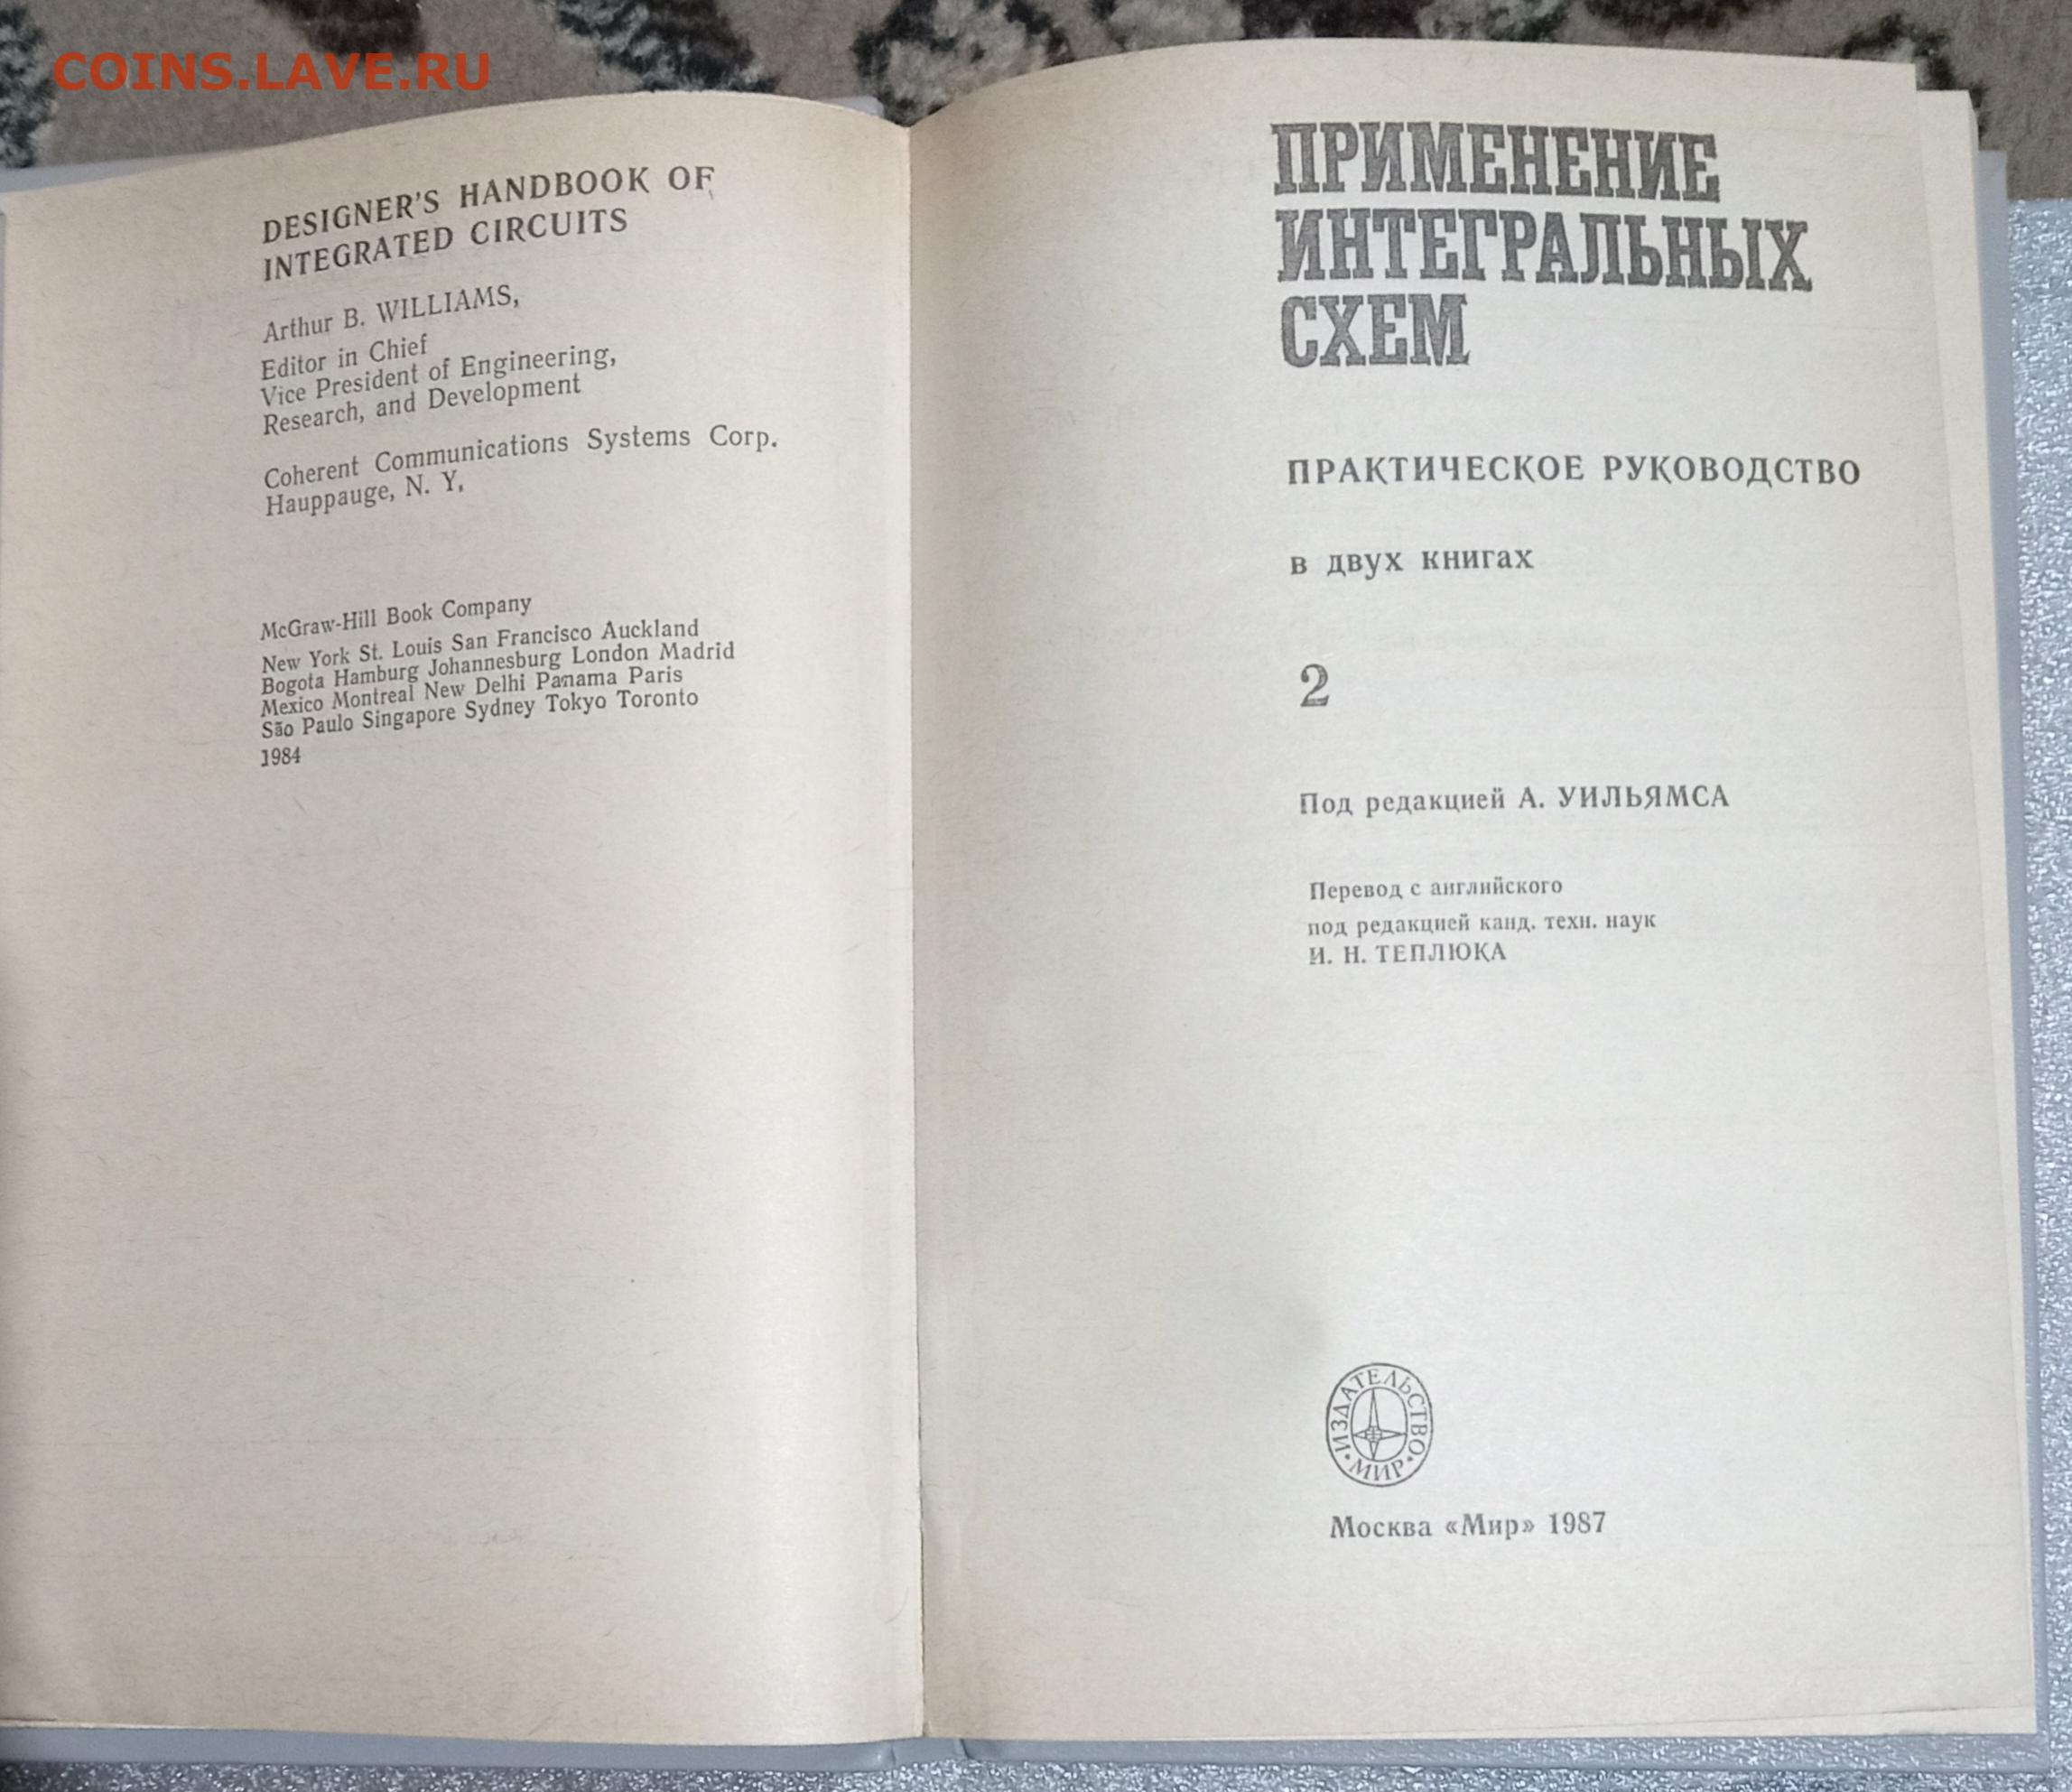 COINS.LAVE.RU
DESIGNER'S HANDBOOK OF
INTEGRATED CIRCUITS
Arthur B. WILLIAMS,
Editor in Chief
Vice President of Engineering,
Research, and Development
Coherent Communications Systems Corp.
Hauppauge, N. Y,
McGraw-Hill Book Company
New York St. Louis San Francisco Auckland
Bogota Hamburg Johannesburg London Madrid
Mexico Montreal New Delhi Panama Paris
São Paulo Singapore Sydney Tokyo Toronto
1984
ПРИМЕНЕНИЕ
ИНТЕГРАЛЬНЫХ
СХЕМ
ПРАКТИЧЕСКОЕ РУКОВОДСТВО
в двух книгах
2
Под редакцией А. УИЛЬЯМСА
Перевод с английского
под редакцией канд. техн. наук
И. Н. ТЕПЛЮКА
ИЗДАТЕЛЬСТВО
МИР
Москва «Мир» 1987